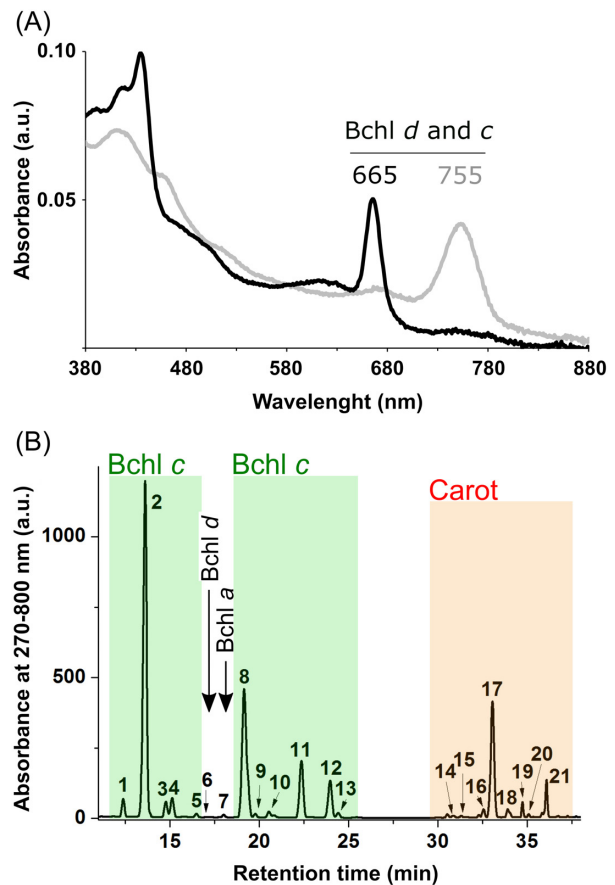 (A)
0.10
0.05
Absorbance (a.u.)
Bchl d and c
665 755
380 480 580 680 780 880
Wavelenght (nm)
(B)
Bchl c
Bchl c
Carot
Bchl d
Bchl a
1000
500
0
Absorbance at 270-800 nm (a.u.)
1 2 3 4 5 6 7 8 9 10 11 12 13 14 15 16 17 18 19 20 21
15 20 25 30 35
Retention time (min)